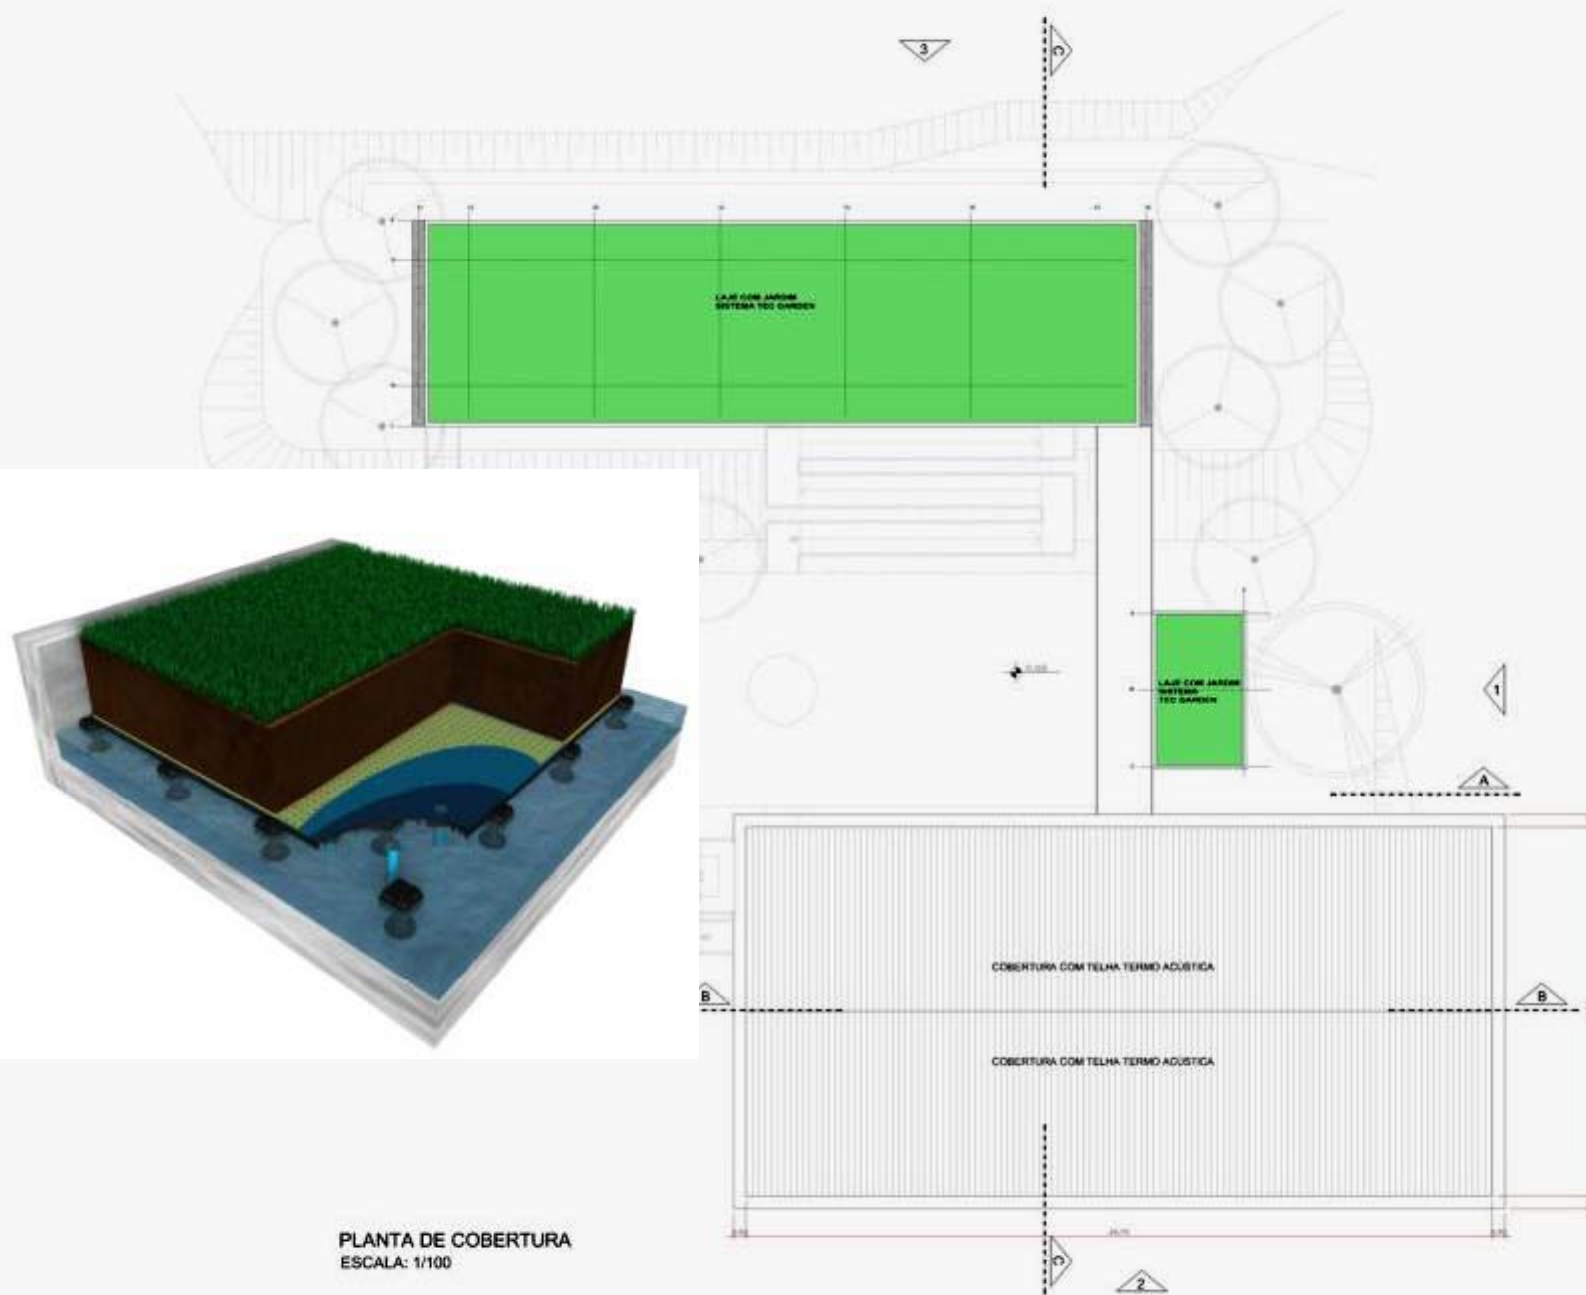 3
C
LAJE COM JARDIM
SISTEMA TEC GARDEN
LAJE COM JARDIM
SISTEMA
TEC GARDEN
1
A
COBERTURA COM TELHA TERMO ACÚSTICA
B
B
COBERTURA COM TELHA TERMO ACÚSTICA
PLANTA DE COBERTURA
ESCALA: 1/100
C
2